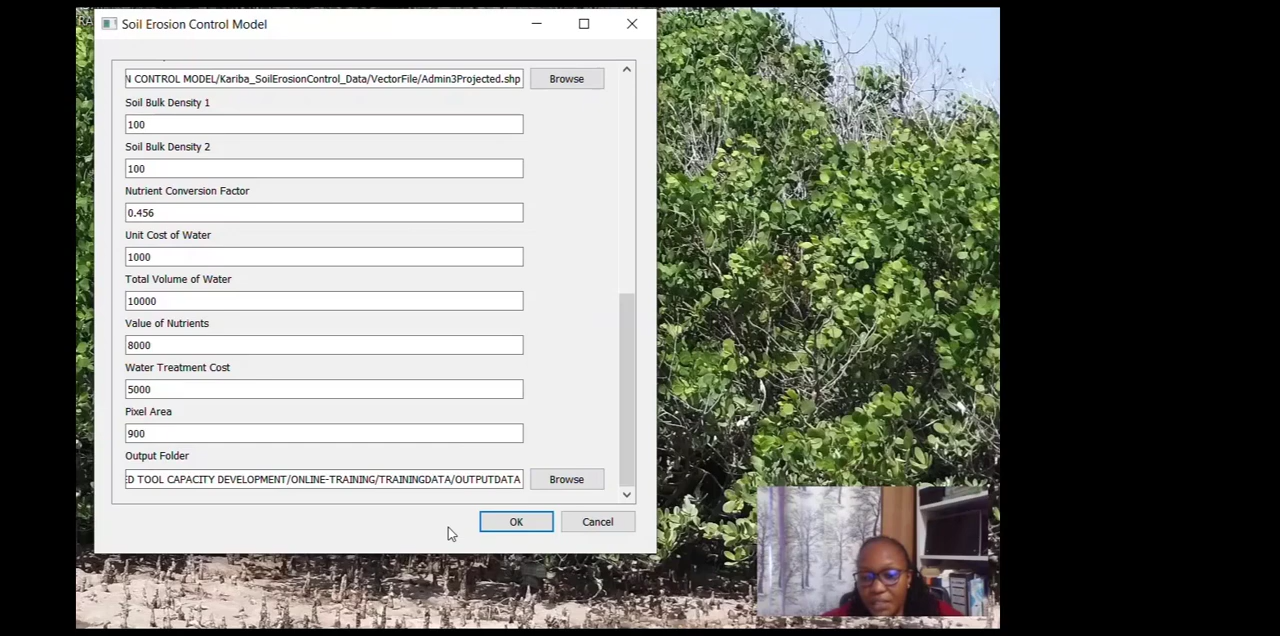 Soil Erosion Control Model
N CONTROL MODEL/Kariba_SoilErosionControl_Data/VectorFile/Admin3Projected.shp
Browse
Soil Bulk Density 1
100
Soil Bulk Density 2
100
Nutrient Conversion Factor
0.456
Unit Cost of Water
1000
Total Volume of Water
10000
Value of Nutrients
8000
Water Treatment Cost
5000
Pixel Area
900
Output Folder
D TOOL CAPACITY DEVELOPMENT/ONLINE-TRAINING/TRAININGDATA/OUTPUTDATA
Browse
OK
Cancel